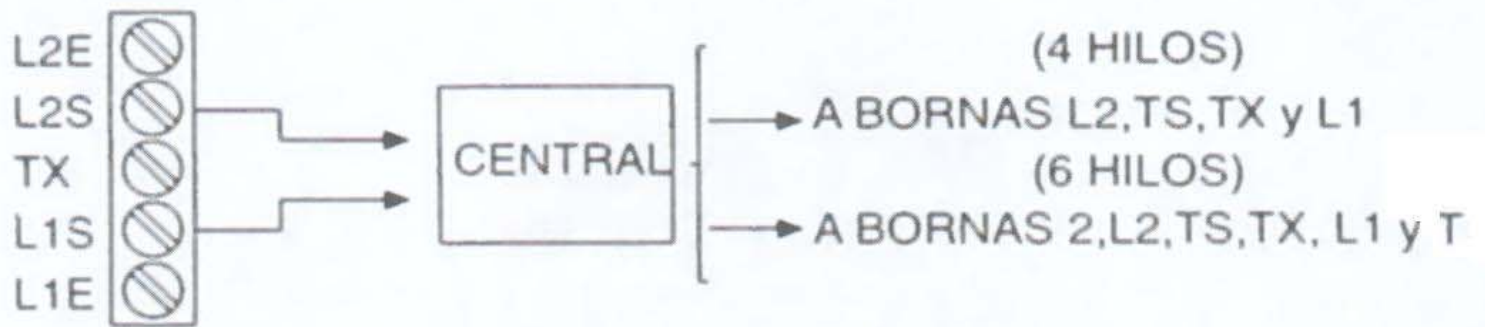 L2E
L2S
TX
L1S
L1E
CENTRAL
(4 HILOS)
A BORNAS L2,TS,TX y L1
(6 HILOS)
A BORNAS 2,L2,TS,TX, L1 y T